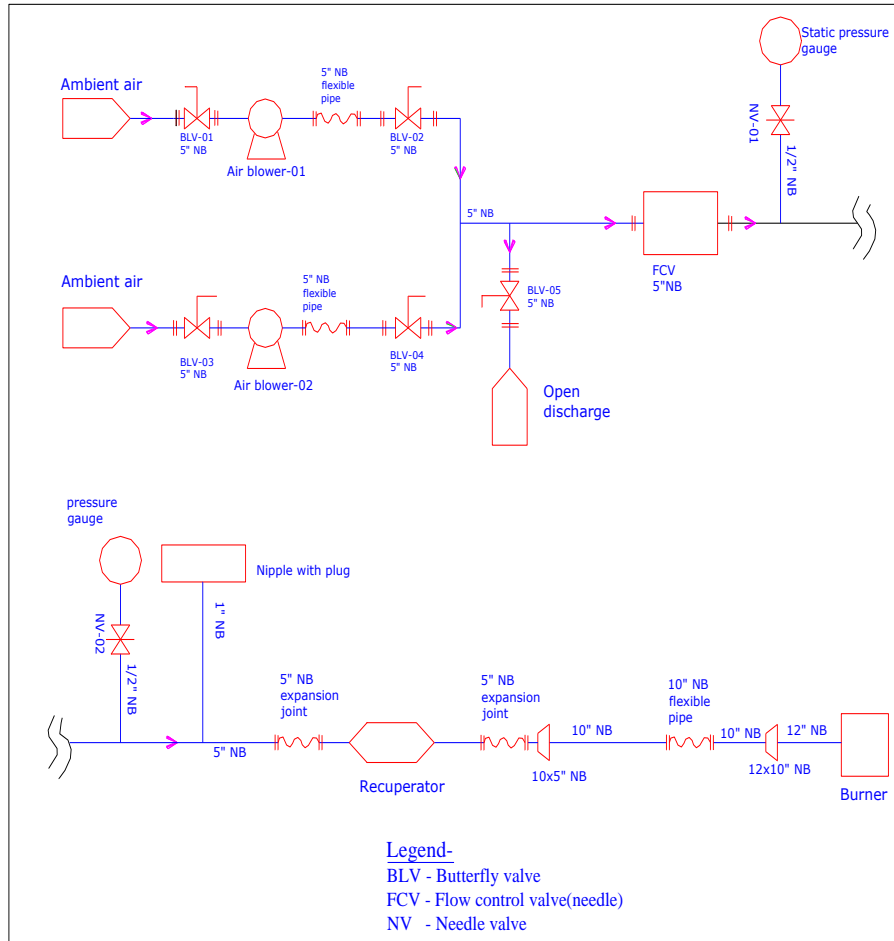 Static pressure
gauge
NV-01
1/2" NB
Ambient air
BLV-01
5" NB
Air blower-01
5" NB
flexible
pipe
BLV-02
5" NB
5" NB
FCV
5"NB
Ambient air
BLV-03
5" NB
Air blower-02
5" NB
flexible
pipe
BLV-04
5" NB
BLV-05
5" NB
Open
discharge
pressure
gauge
NV-02
1/2" NB
Nipple with plug
1" NB
5" NB
5" NB
expansion
joint
Recuperator
5" NB
expansion
joint
10x5" NB
10" NB
10" NB
flexible
pipe
10" NB
12x10" NB
12" NB
Burner
Legend-
BLV - Butterfly valve
FCV - Flow control valve(needle)
NV - Needle valve